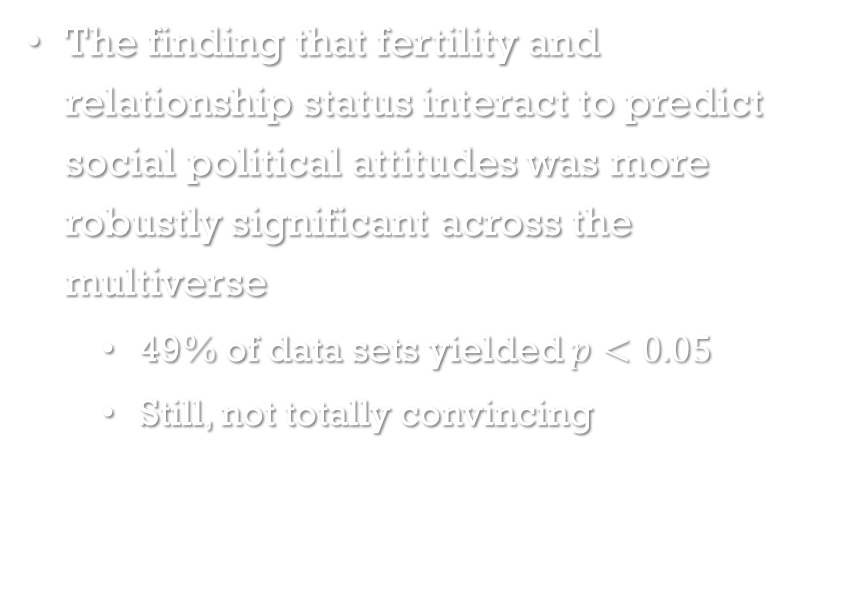 • The finding that fertility and
relationship status interact to predict
social political attitudes was more
robustly significant across the
multiverse
• 49% of data sets yielded p < 0.05
• Still, not totally convincing